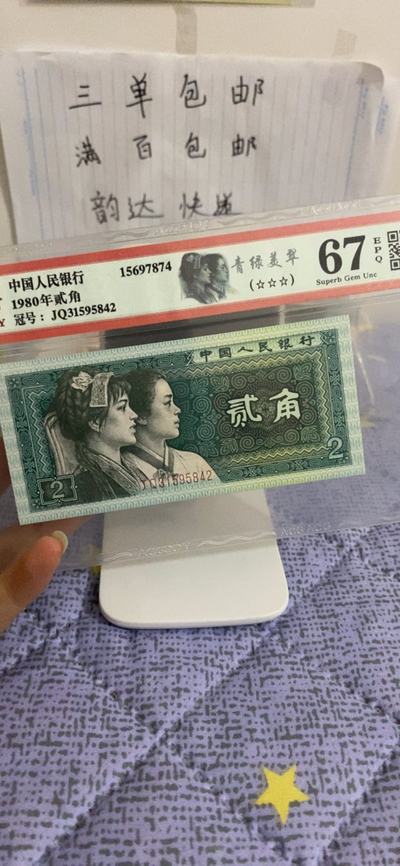 三单包邮
满百包邮
韵达 快递
中国人民银行
1980年贰角
冠号：JQ31595842
15697874
青绿美翠
(☆☆☆)
67
EPQ
Superb Gem Unc
中国人民银行
贰角
2
2
JQ31595842